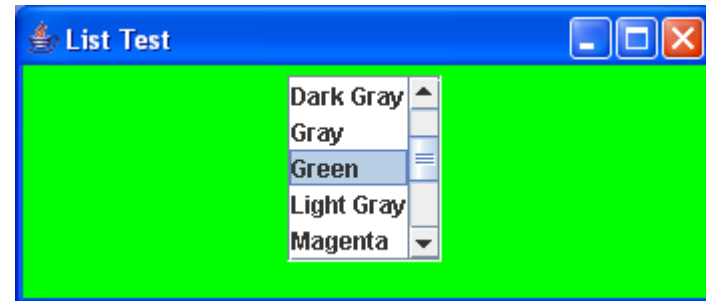 List Test
Dark Gray
Gray
Green
Light Gray
Magenta